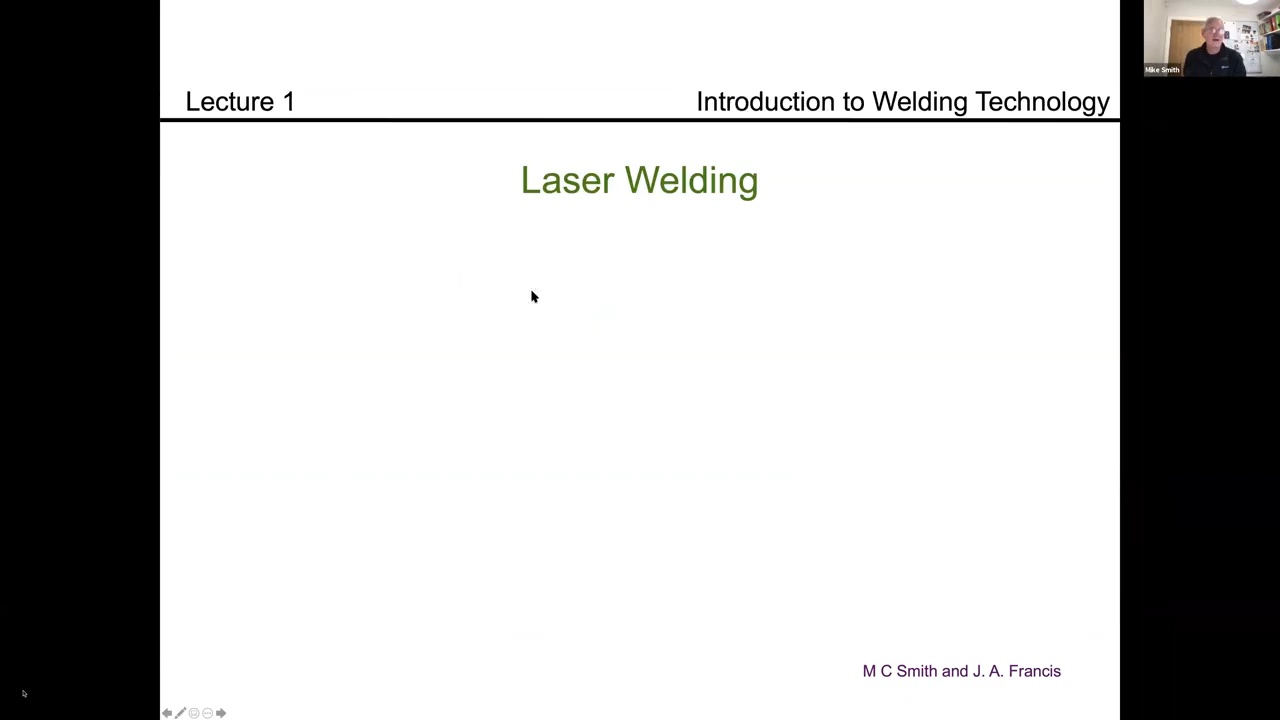 Lecture 1
Introduction to Welding Technology
Laser Welding
Mike Smith
M C Smith and J. A. Francis